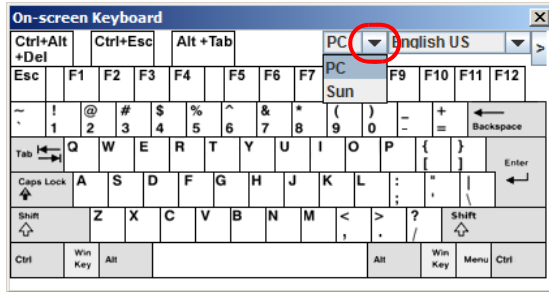 On-screen Keyboard
Ctrl+Alt +Del Ctrl+Esc Alt +Tab PC English US >
PC
Sun
Esc F1 F2 F3 F4 F5 F6 F7 F9 F10 F11 F12
~ ! @ # $ % ^ & * ( ) _ +
` 1 2 3 4 5 6 7 8 9 0 - = Backspace
Tab Q W E R T Y U I O P { }
[ ] Enter
Caps Lock A S D F G H J K L : " |
; ' \
Shift Z X C V B N M < > ? Shift
, . /
Ctrl Win Key Alt Alt Win Key Menu Ctrl